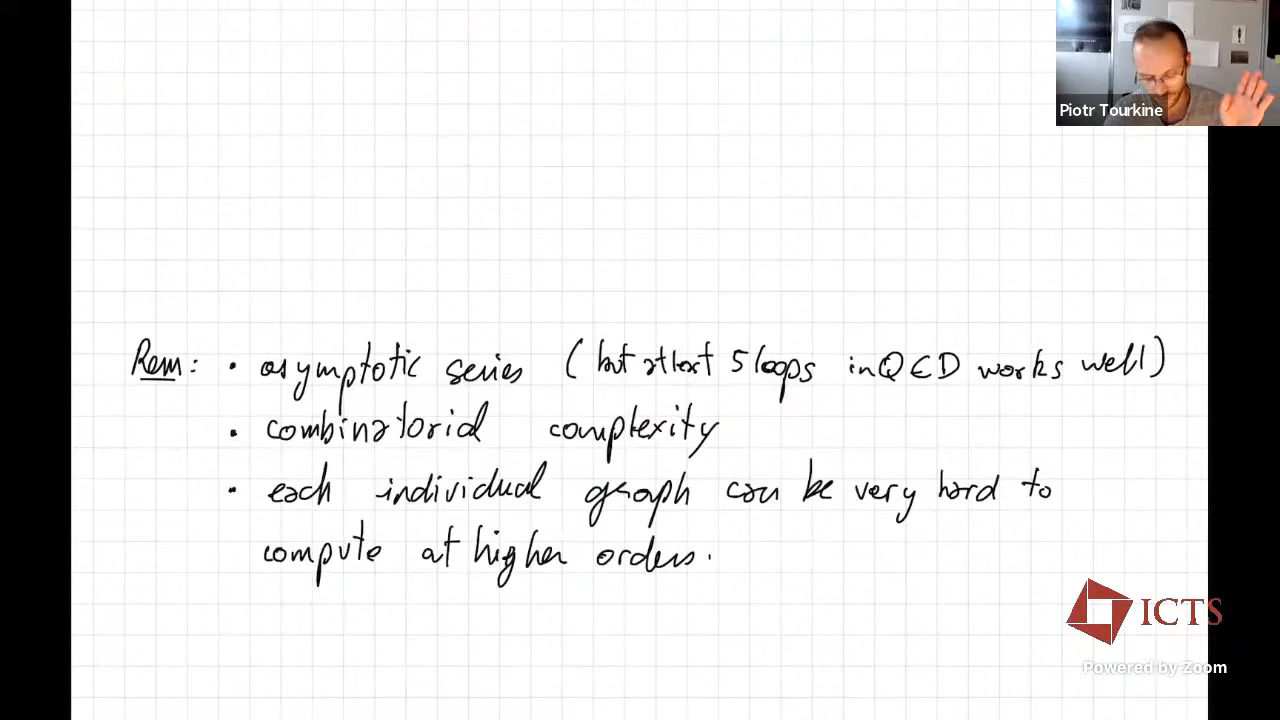 Piotr Tourkine
Rem: • asymptotic series (but at least 5 loops in QED works well)
• combinatorial complexity
• each individual graph can be very hard to
compute at higher orders.
ICTS
Powered by Zoom